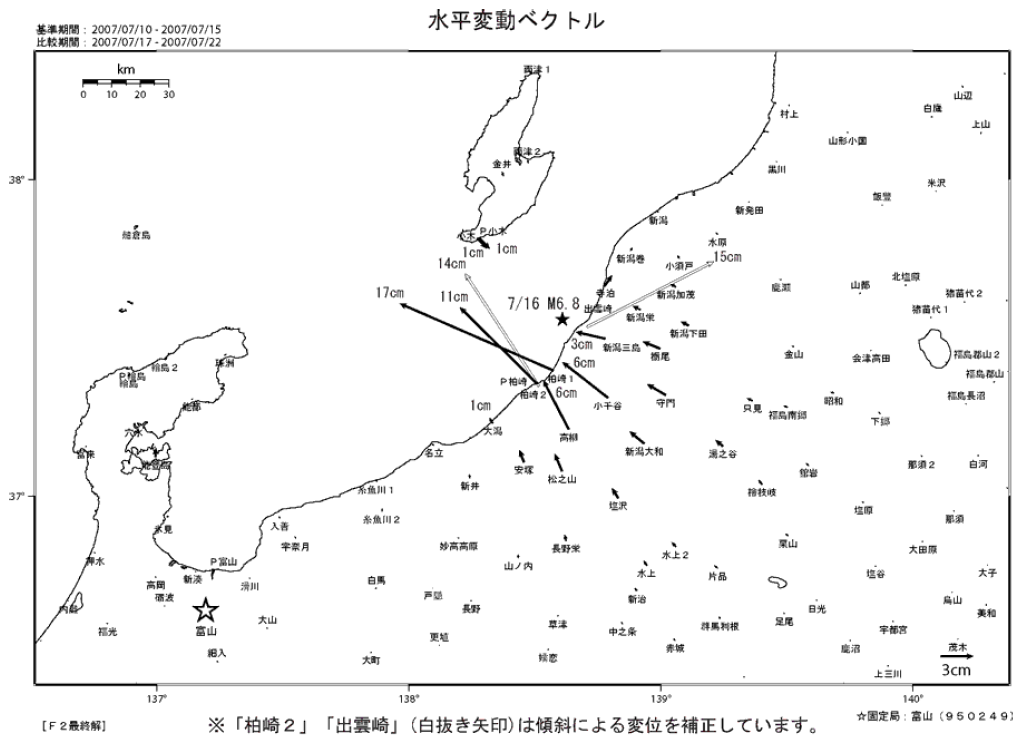 水平変動ベクトル
基準期間：2007/07/10 - 2007/07/15
比較期間：2007/07/17 - 2007/07/22
km
0 10 20 30
両津1
山辺
白鷹
村上
上山
山形小国
両津2
金井
38°
黒川
米沢
飯豊
新発田
新潟
小木
P小木
舳倉島
水原
1cm
1cm
新潟巻
14cm
小須戸
15cm
北塩原
寺泊
新潟加茂
鹿瀬
山都
猪苗代2
17cm
11cm
7/16 M6.8
出雲崎
新潟栄
猪苗代1
新潟下田
3cm
新潟三島
栃尾
金山
会津高田
福島郡山2
輪島2
珠洲
P輪島
輪島
6cm
P柏崎
柏崎1
福島郡山
柏崎2
6cm
能都
1cm
小千谷
守門
只見
福島南郷
昭和
福島長沼
穴水
大潟
高柳
下郷
富来
能登島
名立
新潟大和
湯之谷
安塚
松之山
舘岩
那須2
白河
37°
糸魚川1
新井
塩沢
檜枝岐
塩原
氷見
入善
糸魚川2
那須
宇奈月
妙高高原
長野栄
水上2
栗山
大田原
押水
P富山
山ノ内
高岡
新湊
滑川
白馬
水上
片品
塩谷
大子
砺波
戸隠
長野
新治
烏山
内灘
日光
美和
福光
富山
大山
草津
中之条
群馬利根
足尾
宇都宮
更埴
細入
大町
嬬恋
赤城
鹿沼
茂木
上三川
3cm
137° 138° 139° 140°
[F2最終解]
※「柏崎2」「出雲崎」(白抜き矢印)は傾斜による変位を補正しています。
☆固定局：富山（950249）